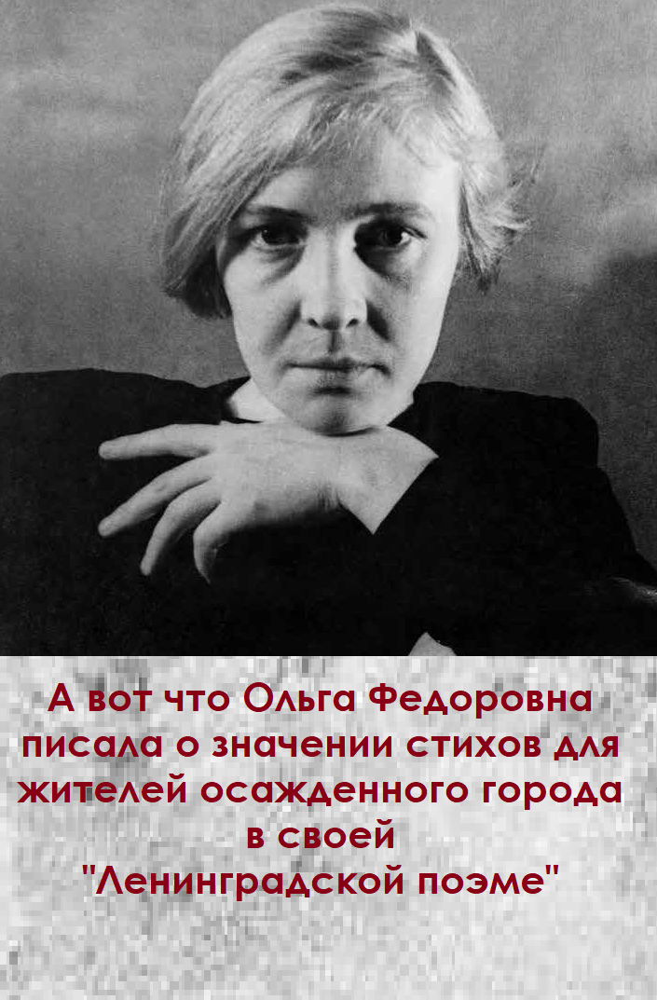 А вот что Ольга Федоровна
писала о значении стихов для
жителей осажденного города
в своей
"Ленинградской поэме"